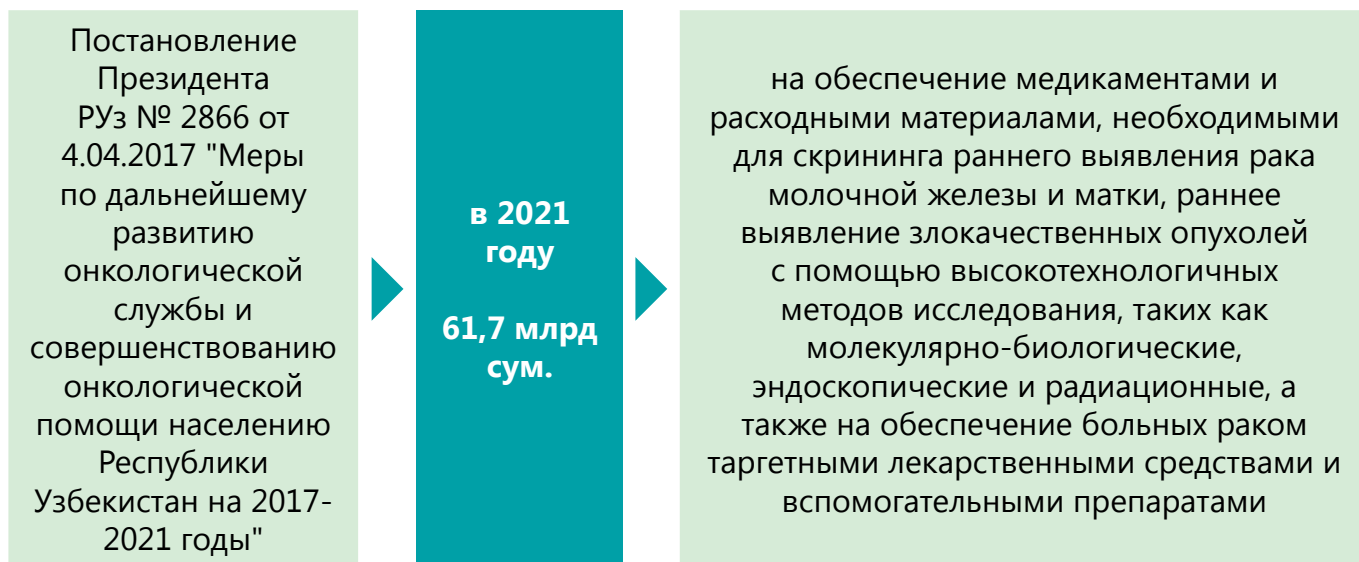 Постановление
Президента
РУз № 2866 от
4.04.2017 "Меры
по дальнейшему
развитию
онкологической
службы и
совершенствованию
онкологической
помощи населению
Республики
Узбекистан на 2017-
2021 годы"
в 2021
году
61,7 млрд
сум.
на обеспечение медикаментами и
расходными материалами, необходимыми
для скрининга раннего выявления рака
молочной железы и матки, раннее
выявление злокачественных опухолей
с помощью высокотехнологичных
методов исследования, таких как
молекулярно-биологические,
эндоскопические и радиационные, а
также на обеспечение больных раком
таргетными лекарственными средствами и
вспомогательными препаратами